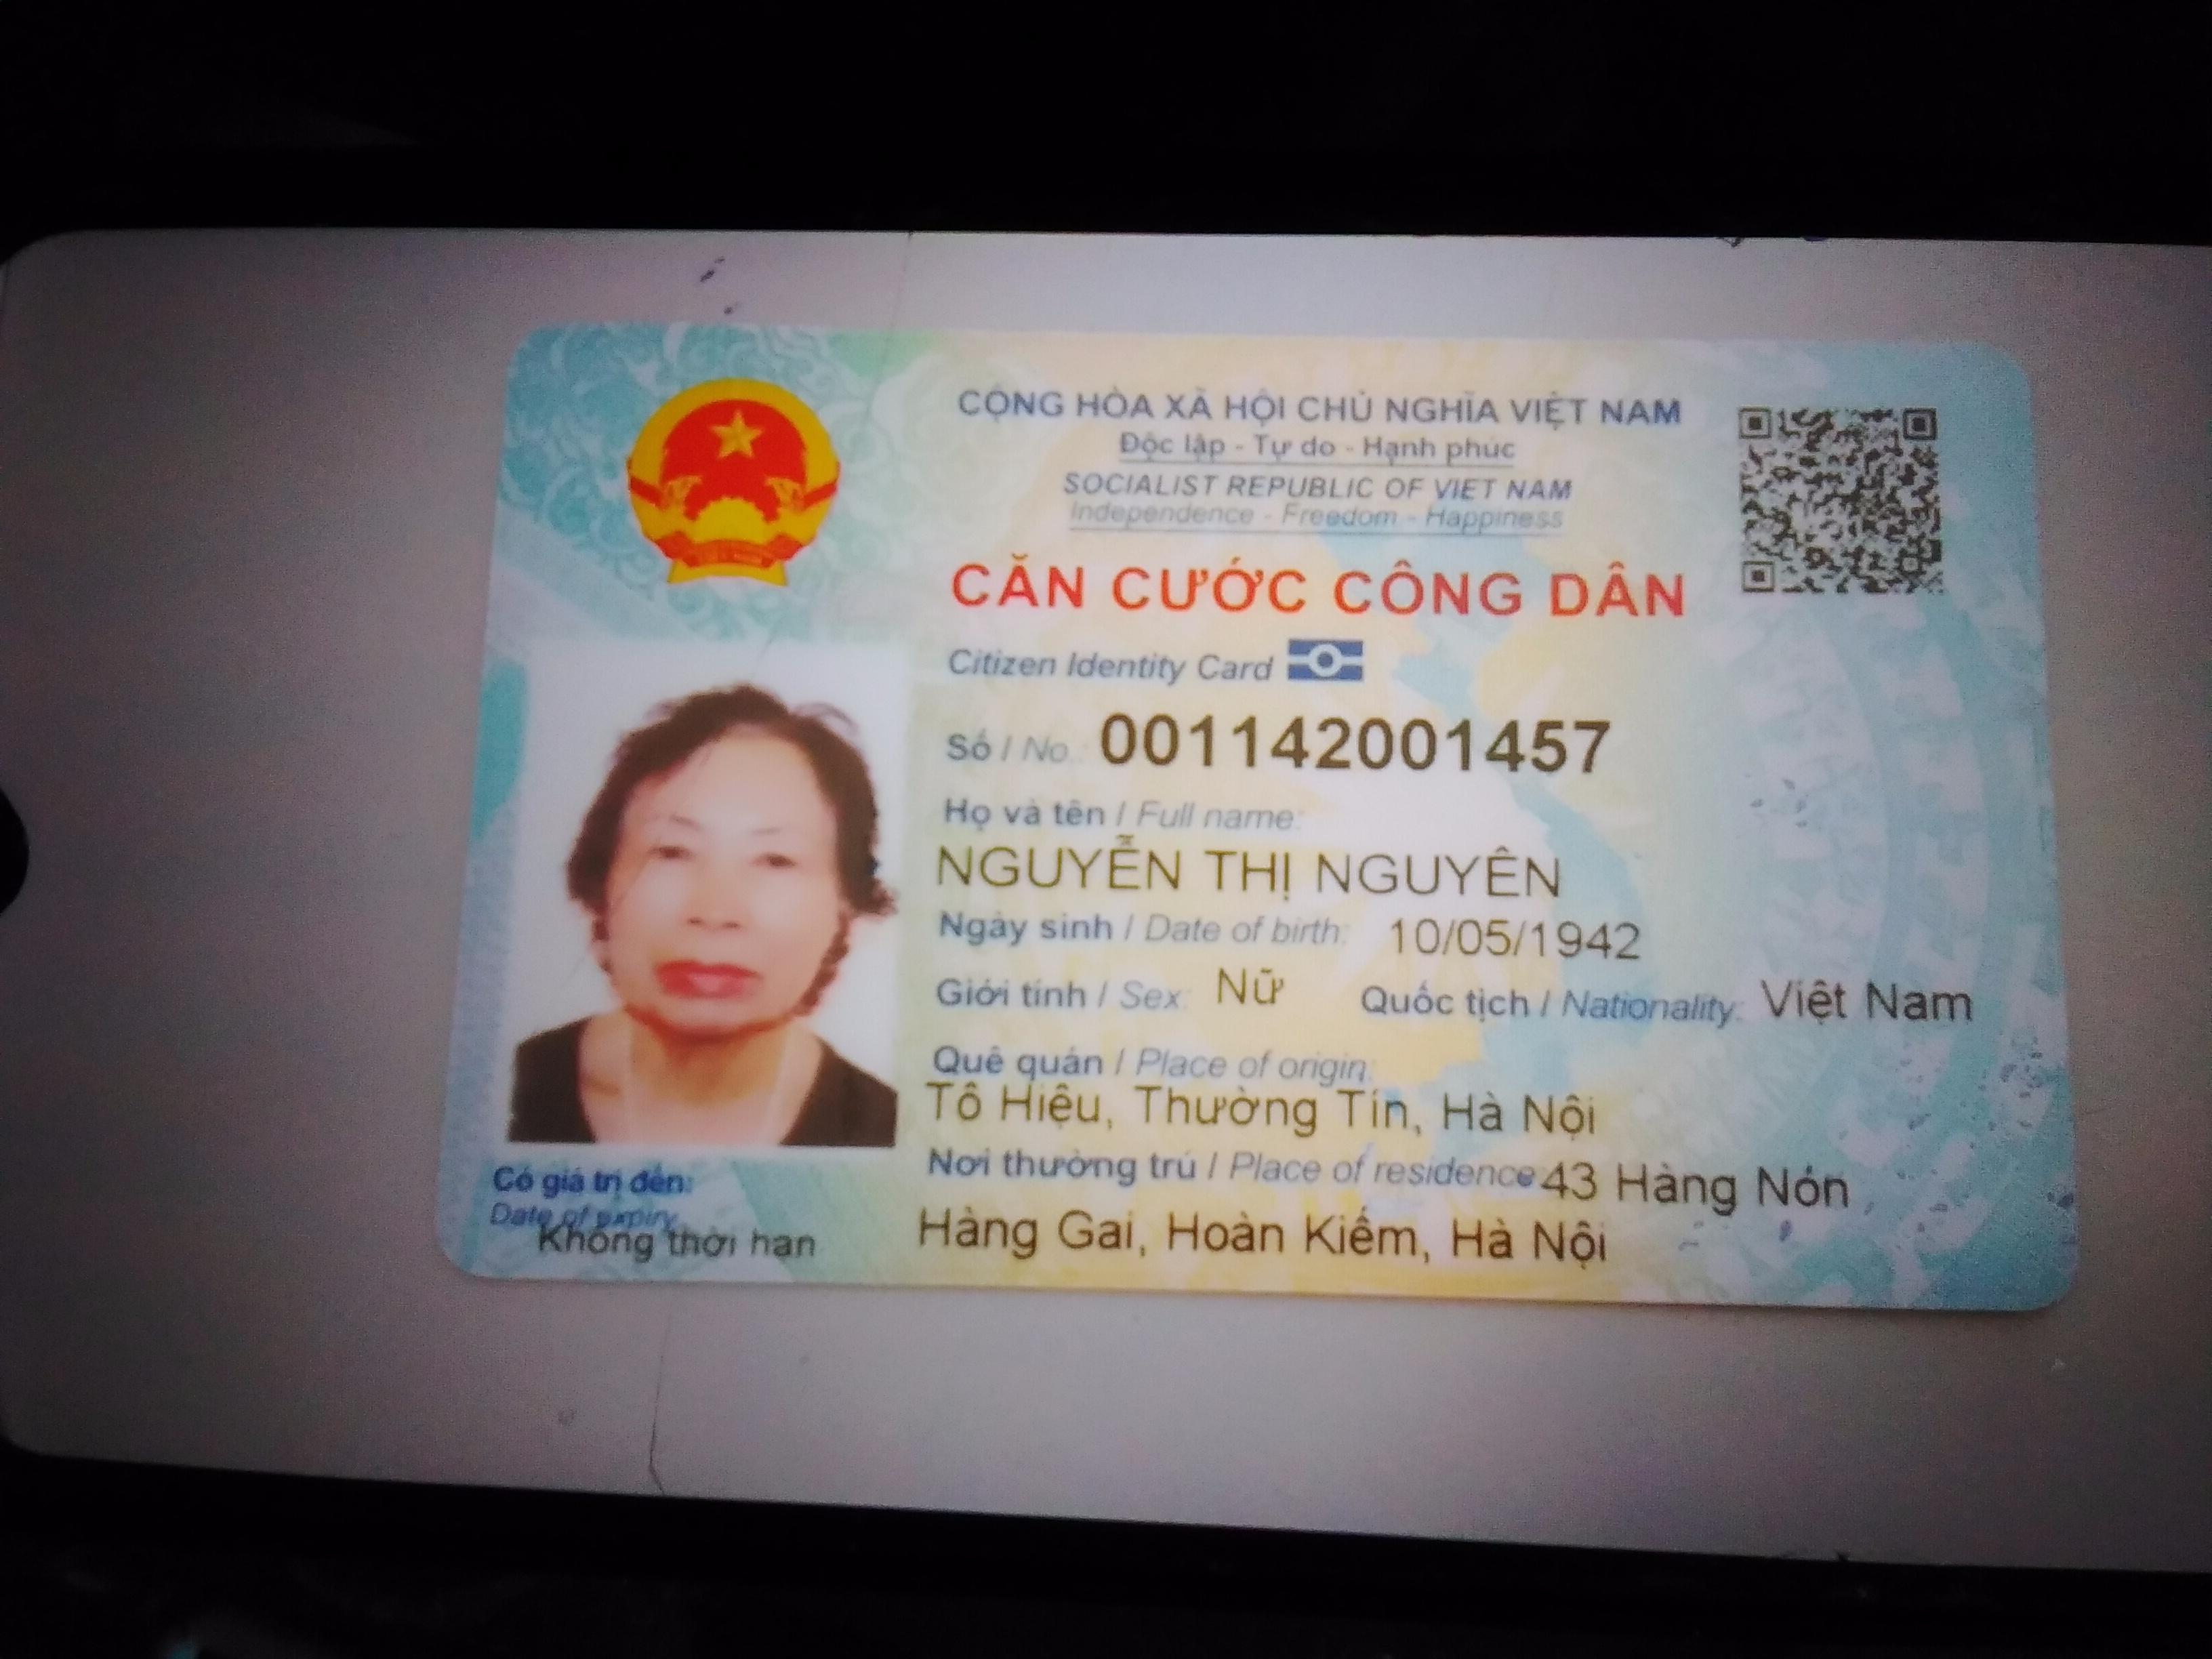 CỘNG HÒA XÃ HỘI CHỦ NGHĨA VIỆT NAM
Độc lập - Tự do - Hạnh phúc
SOCIALIST REPUBLIC OF VIET NAM
Independence - Freedom - Happiness
CĂN CƯỚC CÔNG DÂN
Citizen Identity Card
Số / No.: 001142001457
Họ và tên / Full name:
NGUYỄN THỊ NGUYÊN
Ngày sinh / Date of birth: 10/05/1942
Giới tính / Sex: Nữ Quốc tịch / Nationality: Việt Nam
Quê quán / Place of origin:
Tô Hiệu, Thường Tín, Hà Nội
Nơi thường trú / Place of residence: 43 Hàng Nón
Hàng Gai, Hoàn Kiếm, Hà Nội
Có giá trị đến:
Date of expiry
Không thời hạn